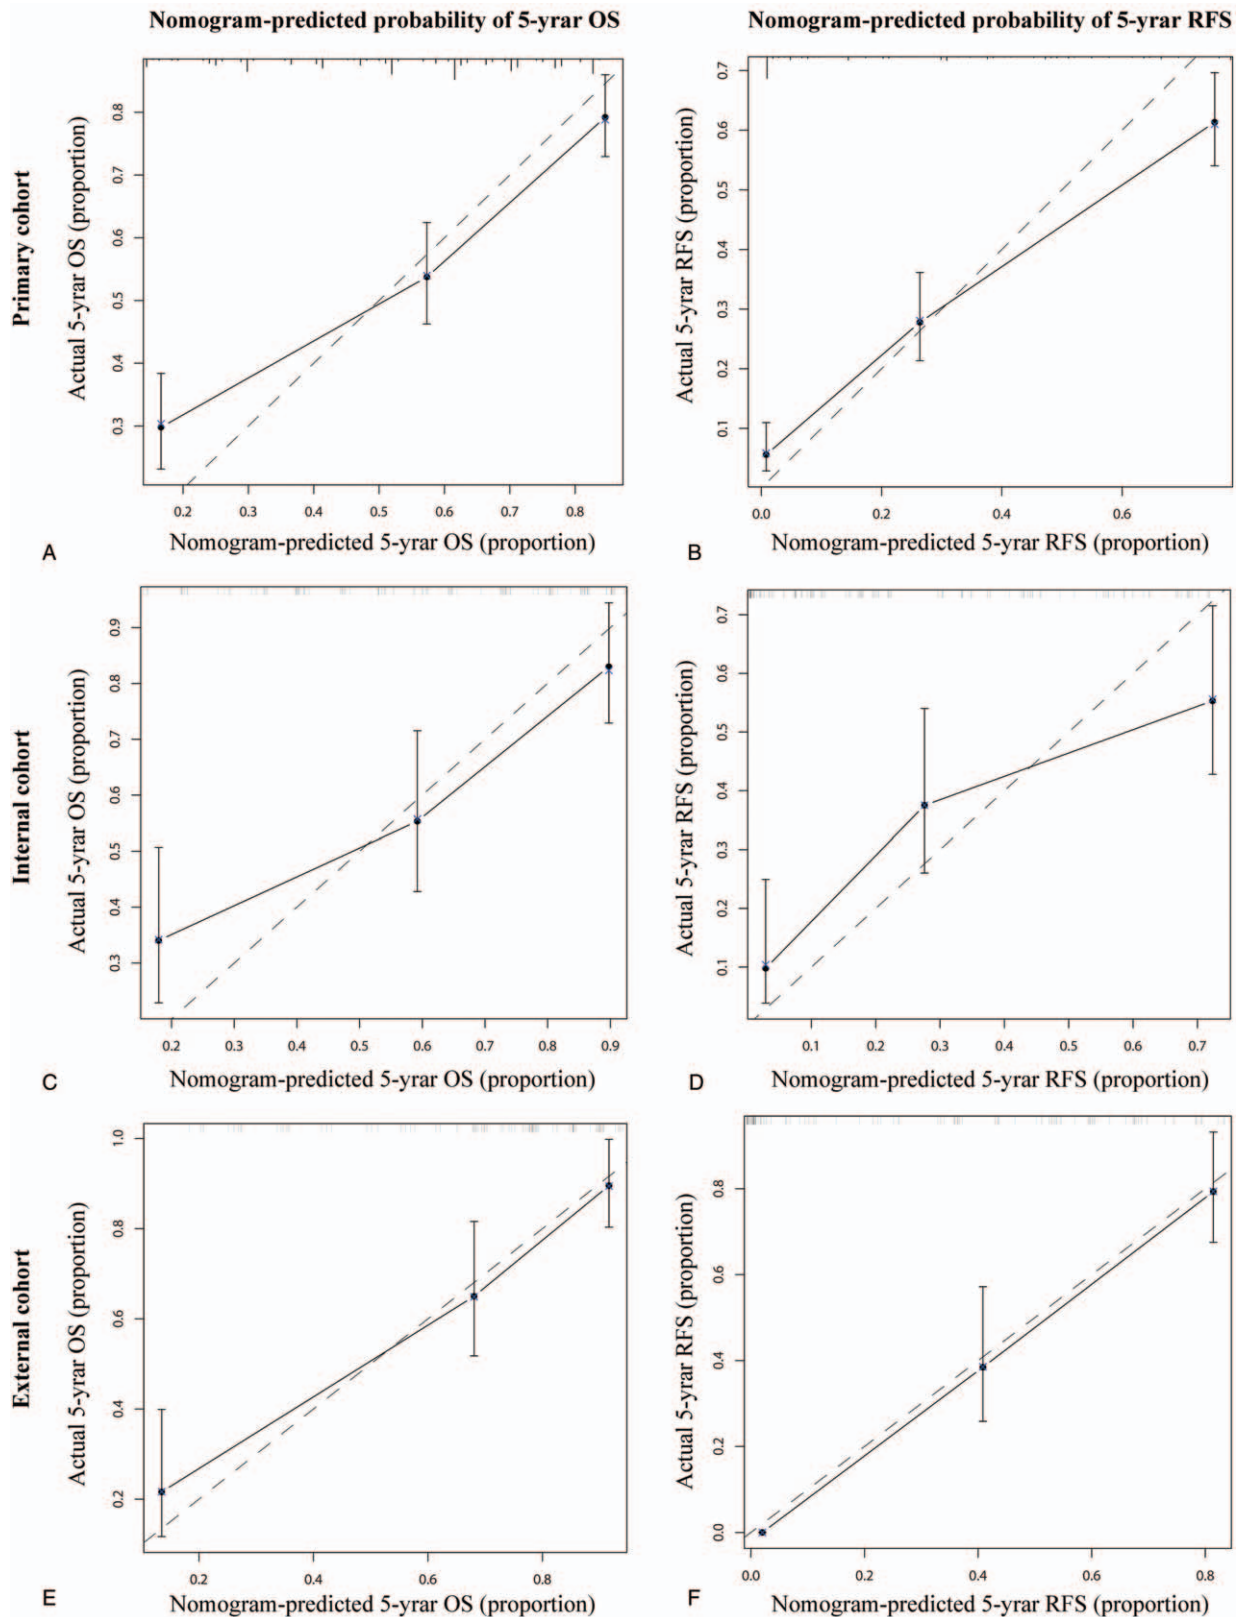 Nomogram-predicted probability of 5-yrar OS
Nomogram-predicted probability of 5-yrar RFS
Primary cohort
Actual 5-yrar OS (proportion)
0.8
0.7
0.6
0.5
0.4
0.3
0.2 0.3 0.4 0.5 0.6 0.7 0.8
A
Nomogram-predicted 5-yrar OS (proportion)
Actual 5-yrar RFS (proportion)
0.7
0.6
0.5
0.4
0.3
0.2
0.1
0.0 0.2 0.4 0.6
B
Nomogram-predicted 5-yrar RFS (proportion)
Internal cohort
Actual 5-yrar OS (proportion)
0.9
0.8
0.7
0.6
0.5
0.4
0.3
0.2 0.3 0.4 0.5 0.6 0.7 0.8 0.9
C
Nomogram-predicted 5-yrar OS (proportion)
Actual 5-yrar RFS (proportion)
0.7
0.6
0.5
0.4
0.3
0.2
0.1
0.1 0.2 0.3 0.4 0.5 0.6 0.7
D
Nomogram-predicted 5-yrar RFS (proportion)
External cohort
Actual 5-yrar OS (proportion)
1.0
0.8
0.6
0.4
0.2
0.2 0.4 0.6 0.8
E
Nomogram-predicted 5-yrar OS (proportion)
Actual 5-yrar RFS (proportion)
0.8
0.6
0.4
0.2
0.0
0.0 0.2 0.4 0.6 0.8
F
Nomogram-predicted 5-yrar RFS (proportion)